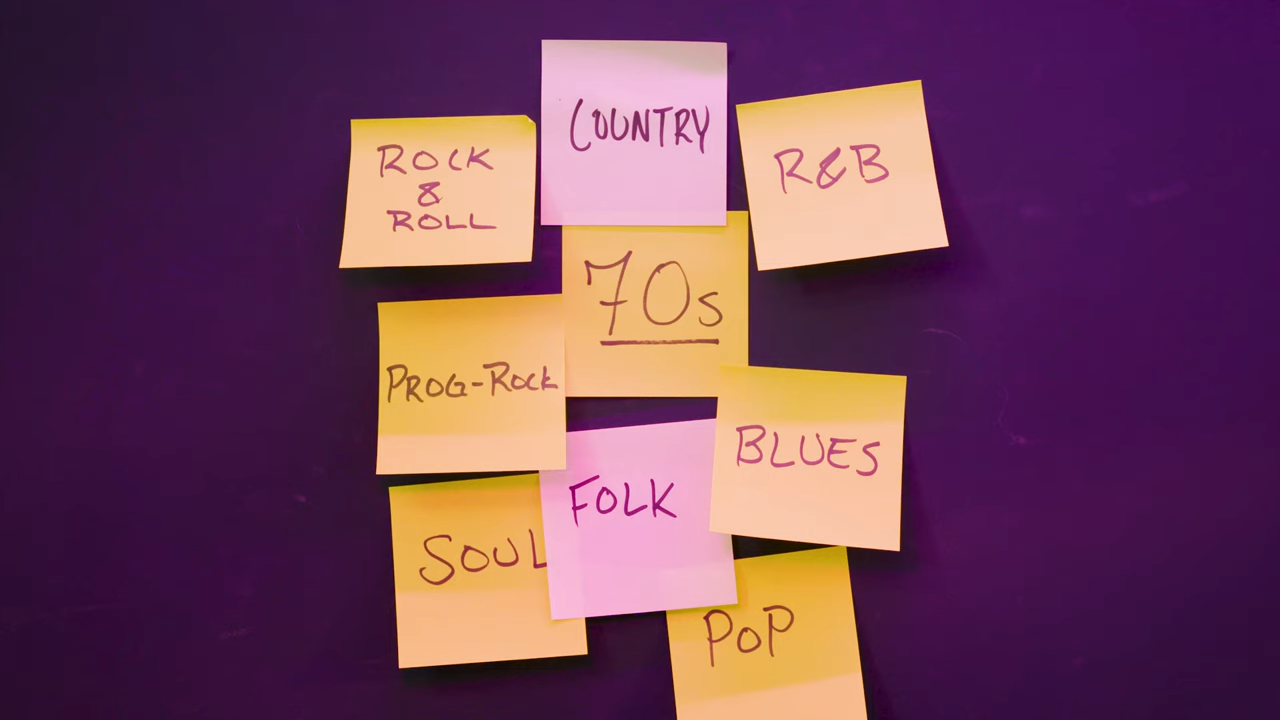 COUNTRY
ROCK
&
ROLL
R&B
70s
PROG-ROCK
BLUES
FOLK
SOUL
POP